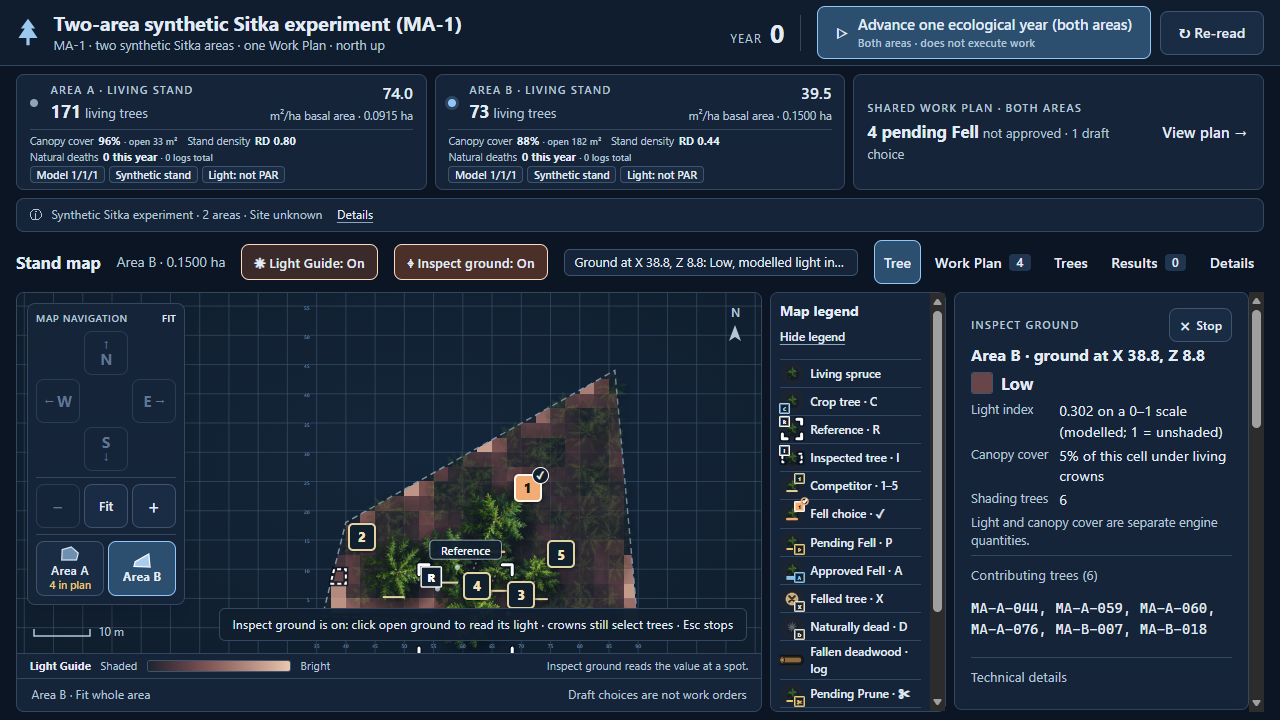 Two-area synthetic Sitka experiment (MA-1)
MA-1 · two synthetic Sitka areas · one Work Plan · north up
YEAR 0
▷ Advance one ecological year (both areas)
Both areas · does not execute work
↻ Re-read
AREA A · LIVING STAND
74.0
171 living trees
m²/ha basal area · 0.0915 ha
Canopy cover 96% · open 33 m² Stand density RD 0.80
Natural deaths 0 this year · 0 logs total
Model 1/1/1 Synthetic stand Light: not PAR
AREA B · LIVING STAND
39.5
73 living trees
m²/ha basal area · 0.1500 ha
Canopy cover 88% · open 182 m² Stand density RD 0.44
Natural deaths 0 this year · 0 logs total
Model 1/1/1 Synthetic stand Light: not PAR
SHARED WORK PLAN · BOTH AREAS
4 pending Fell not approved · 1 draft choice
View plan →
ⓘ Synthetic Sitka experiment · 2 areas · Site unknown Details
Stand map Area B · 0.1500 ha
Light Guide: On
Inspect ground: On
Ground at X 38.8, Z 8.8: Low, modelled light in...
Tree
Work Plan 4
Trees
Results 0
Details
MAP NAVIGATION FIT
↑
N
← W
E →
S
↓
− Fit +
Area A
4 in plan
Area B
10 m
N
1 ✓
2
5
Reference
R
4
3
Inspect ground is on: click open ground to read its light · crowns still select trees · Esc stops
Light Guide Shaded Bright
Inspect ground reads the value at a spot.
Area B · Fit whole area
Draft choices are not work orders
Map legend
Hide legend
Living spruce
Crop tree · C
Reference · R
Inspected tree · I
Competitor · 1–5
Fell choice · ✓
Pending Fell · P
Approved Fell · A
Felled tree · X
Naturally dead · D
Fallen deadwood ·
log
Pending Prune · ✂
INSPECT GROUND
× Stop
Area B · ground at X 38.8, Z 8.8
Low
Light index 0.302 on a 0–1 scale
(modelled; 1 = unshaded)
Canopy cover 5% of this cell under living
crowns
Shading trees 6
Light and canopy cover are separate engine
quantities.
Contributing trees (6)
MA-A-044, MA-A-059, MA-A-060,
MA-A-076, MA-B-007, MA-B-018
Technical details